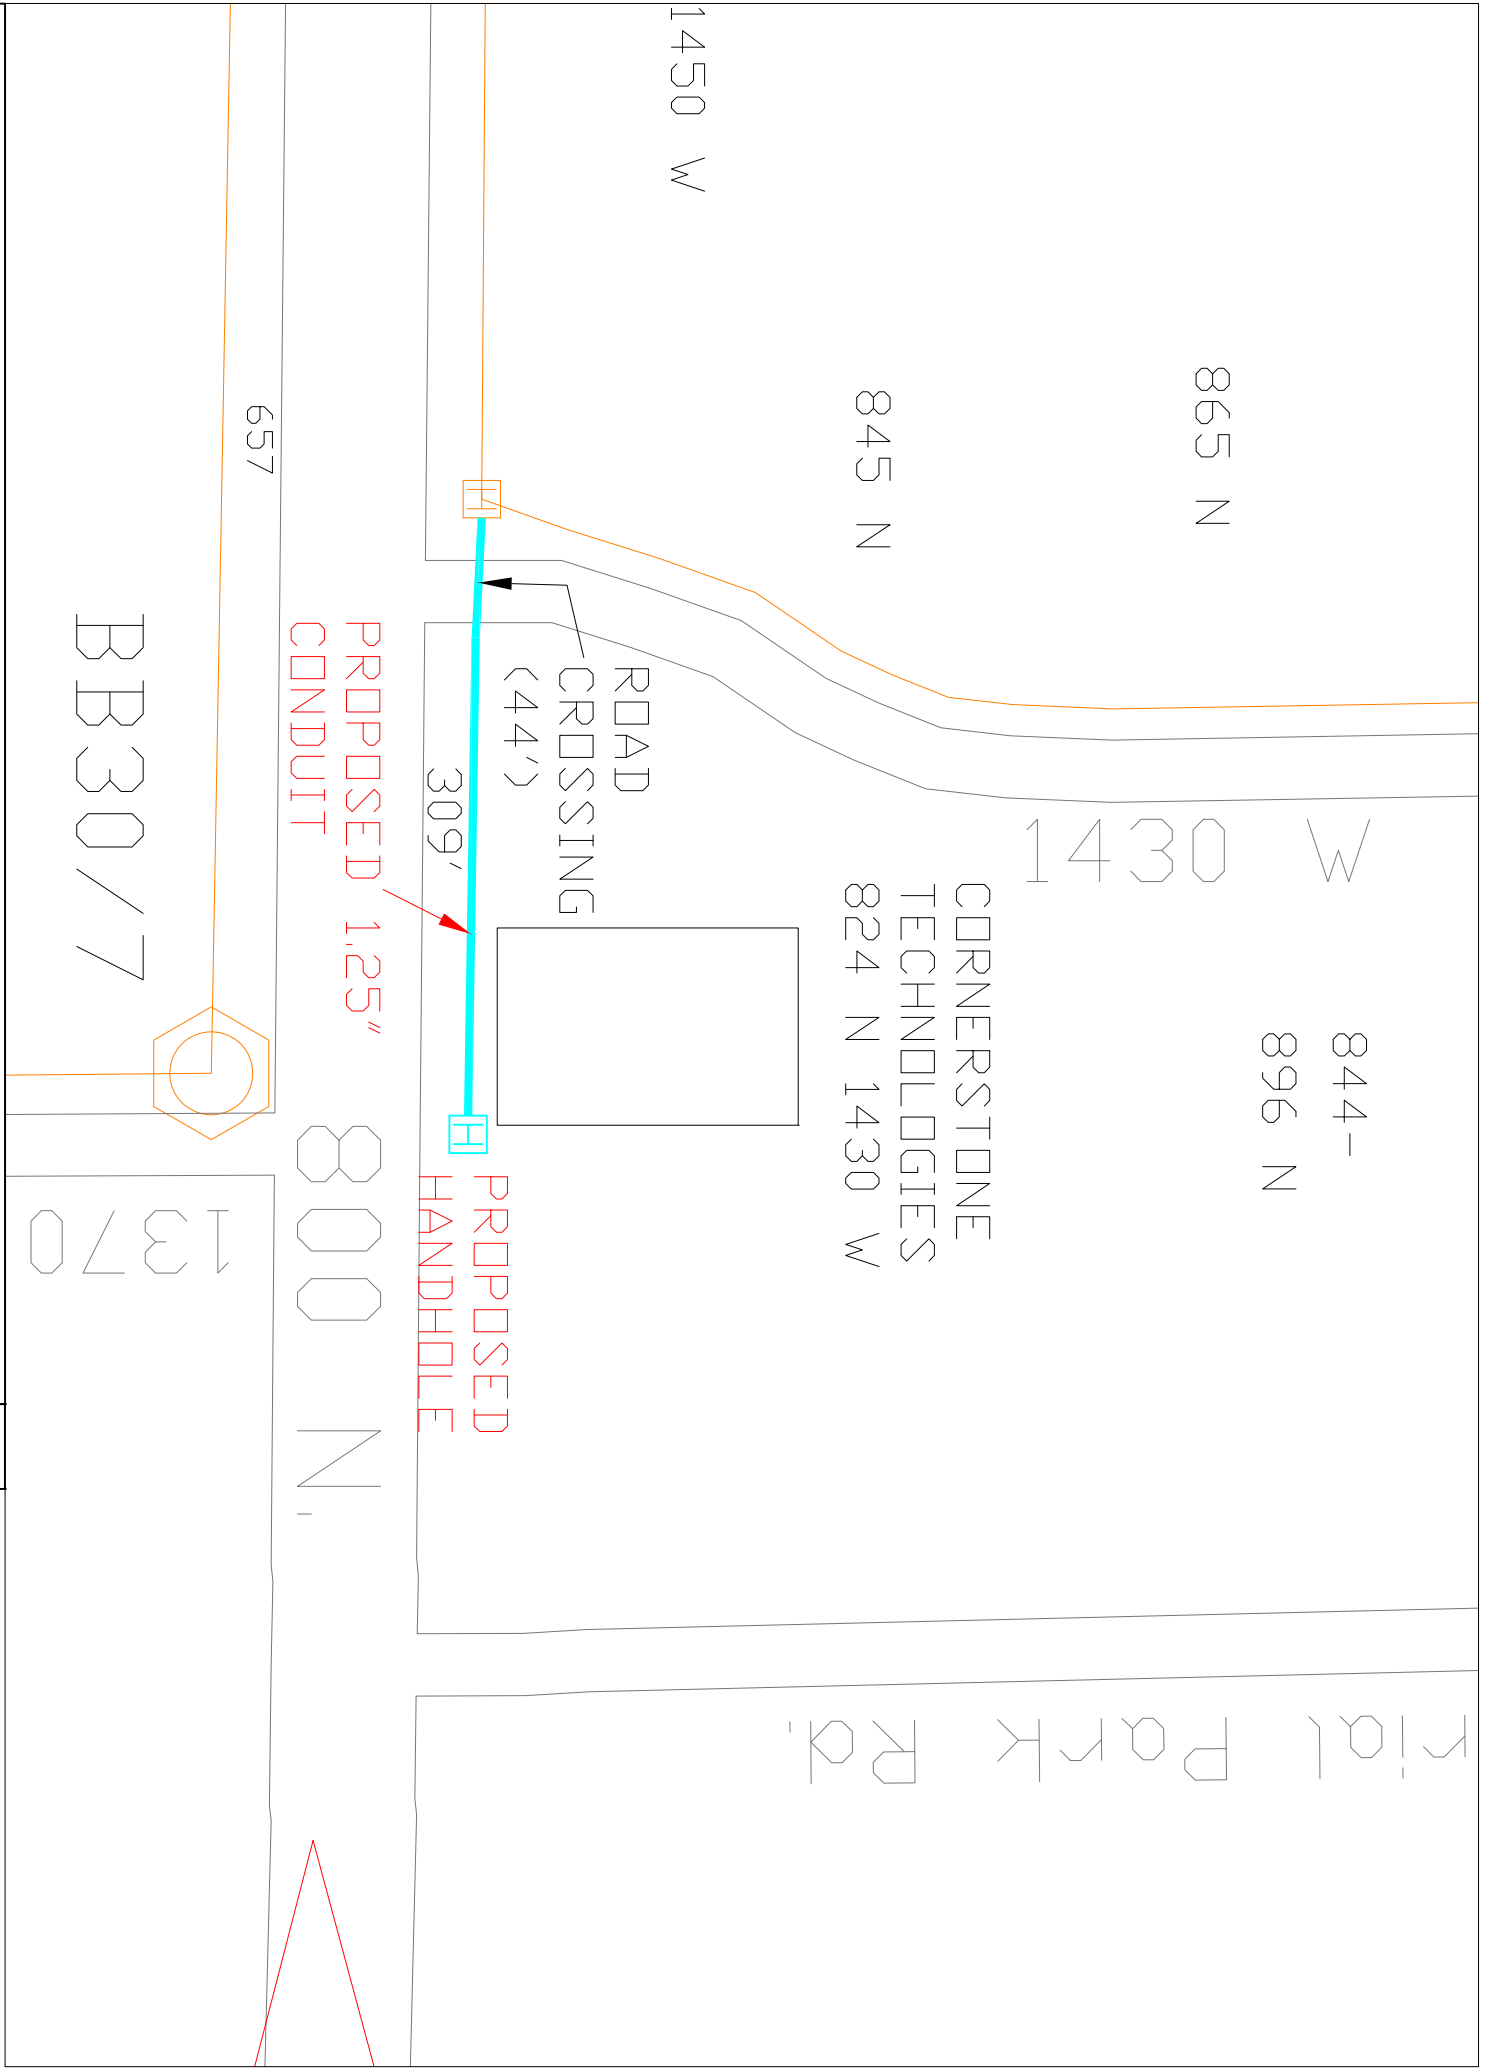 844-
896 N
865 N
1430 W
rial Park Rd.
CORNERSTONE
TECHNOLOGIES
824 N 1430 W
845 N
1450 W
ROAD
CROSSING
(44')
H
309'
H
PROPOSED
HANDHOLE
PROPOSED 1.25"
CONDUIT
800 N.
657
BB30/7
1370